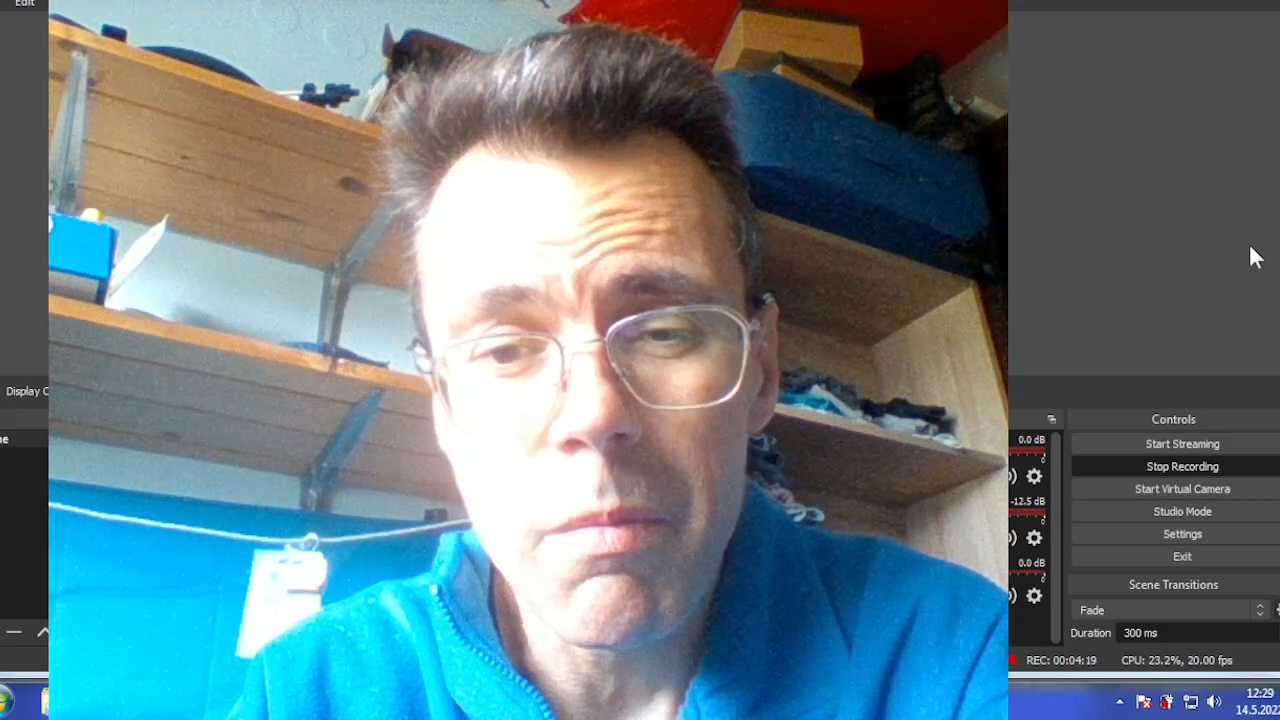 Edit
Display C
ne
Controls
0.0 dB
Start Streaming
Stop Recording
Start Virtual Camera
-12.5 dB
Studio Mode
Settings
Exit
0.0 dB
Scene Transitions
Fade
Duration 300 ms
REC: 00:04:19 CPU: 23.2%, 20.00 fps
12:29
14.5.202